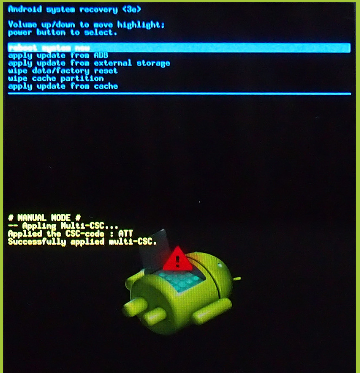 Android system recovery <3e>
Volume up/down to move highlight;
power button to select.
reboot system now
apply update from ADB
apply update from external storage
wipe data/factory reset
wipe cache partition
apply update from cache
# MANUAL MODE #
-- Appling Multi-CSC...
Applied the CSC-code : ATT
Successfully applied multi-CSC.